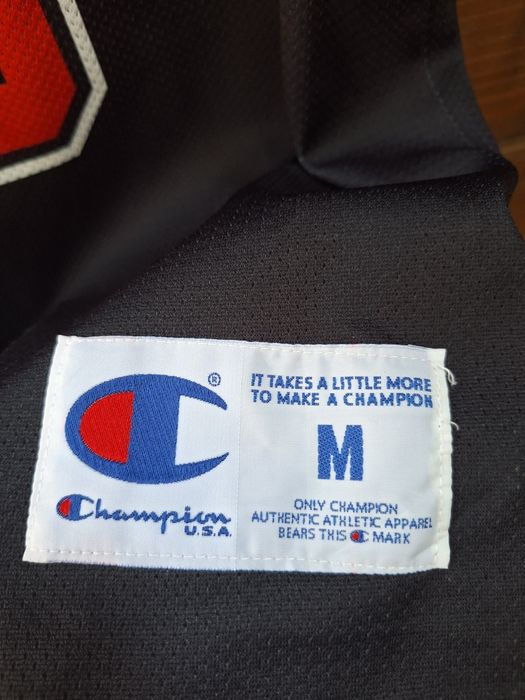 ®
Champion
U.S.A.
IT TAKES A LITTLE MORE
TO MAKE A CHAMPION
M
ONLY CHAMPION
AUTHENTIC ATHLETIC APPAREL
BEARS THIS C MARK